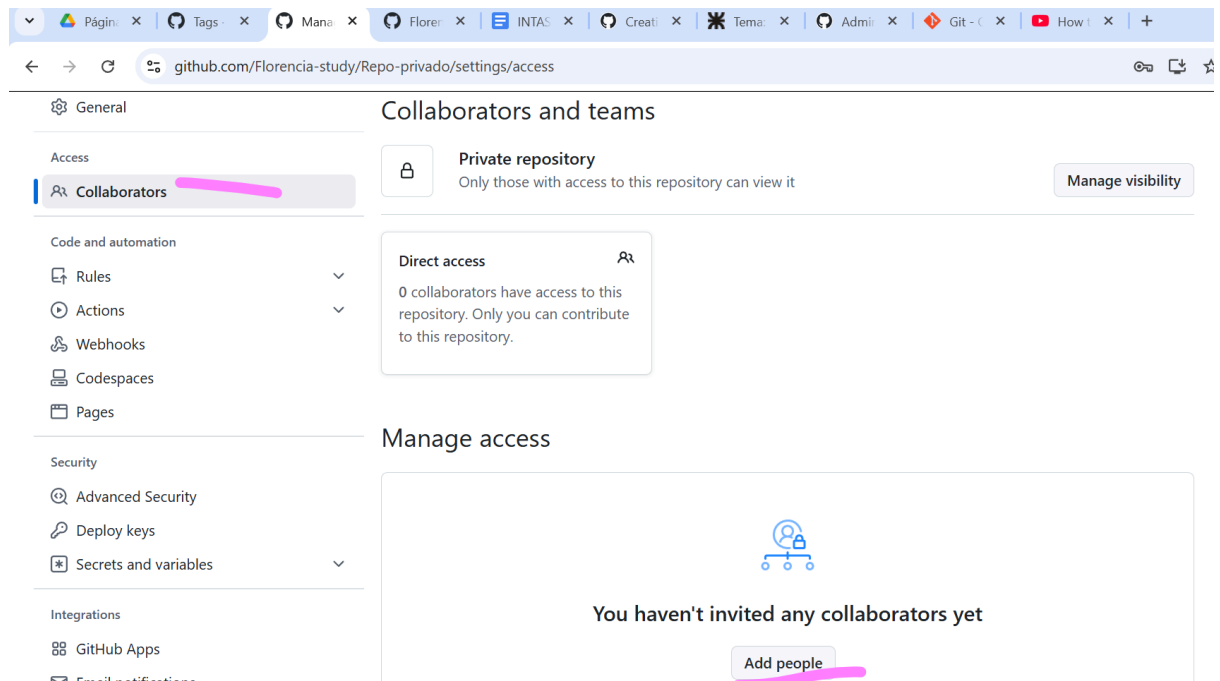 Págin
Tags
Mana
Floren
INTAS
Creati
Tema:
Admin
Git - C
How t
github.com/Florencia-study/Repo-privado/settings/access
General
Access
Collaborators
Code and automation
Rules
Actions
Webhooks
Codespaces
Pages
Security
Advanced Security
Deploy keys
Secrets and variables
Integrations
GitHub Apps
Email notifications
Collaborators and teams
Private repository
Only those with access to this repository can view it
Manage visibility
Direct access
0 collaborators have access to this
repository. Only you can contribute
to this repository.
Manage access
You haven't invited any collaborators yet
Add people